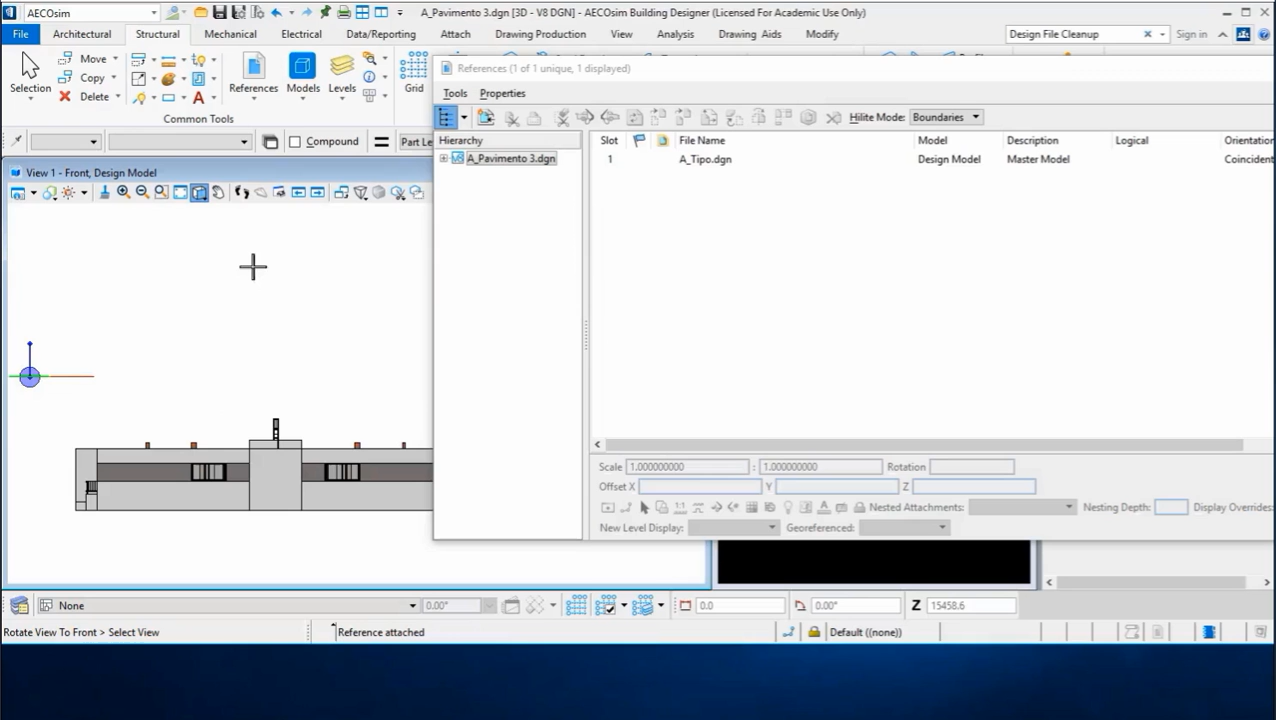 AECOsim
A_Pavimento 3.dgn [3D - V8 DGN] - AECOsim Building Designer (Licensed For Academic Use Only)
File
Architectural
Structural
Mechanical
Electrical
Data/Reporting
Attach
Drawing Production
View
Analysis
Drawing Aids
Modify
Design File Cleanup
Sign in
Selection
Move
Copy
Delete
References
Models
Levels
Grid
Common Tools
Compound
Part
View 1 - Front, Design Model
References (1 of 1 unique, 1 displayed)
Tools
Properties
Hilite Mode: Boundaries
Hierarchy
A_Pavimento 3.dgn
Slot
File Name
Model
Description
Logical
Orientation
1
A_Tipo.dgn
Design Model
Master Model
Coincident
Scale 1.000000000 : 1.000000000 Rotation
Offset X Y Z
Nested Attachments: Nesting Depth: Display Overrides:
New Level Display: Georeferenced:
None
0.00°
0.0
0.00°
Z 15458.6
Rotate View To Front > Select View
Reference attached
Default ((none))